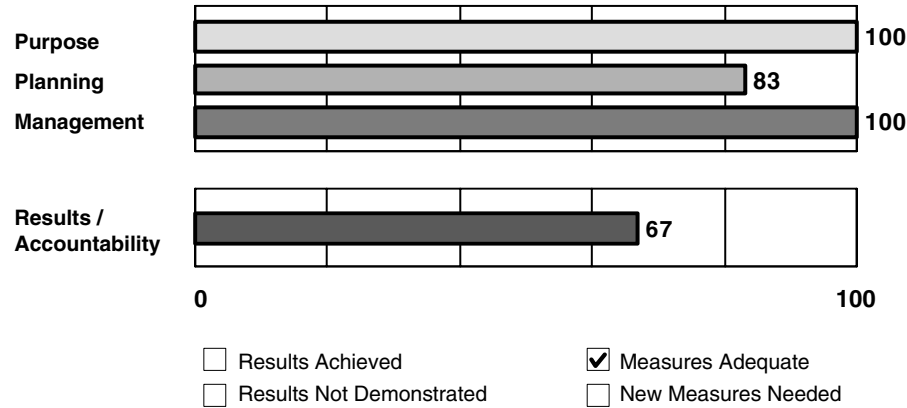 Purpose 100
Planning 83
Management 100
Results /
Accountability 67
0 100
Results Achieved Measures Adequate
Results Not Demonstrated New Measures Needed